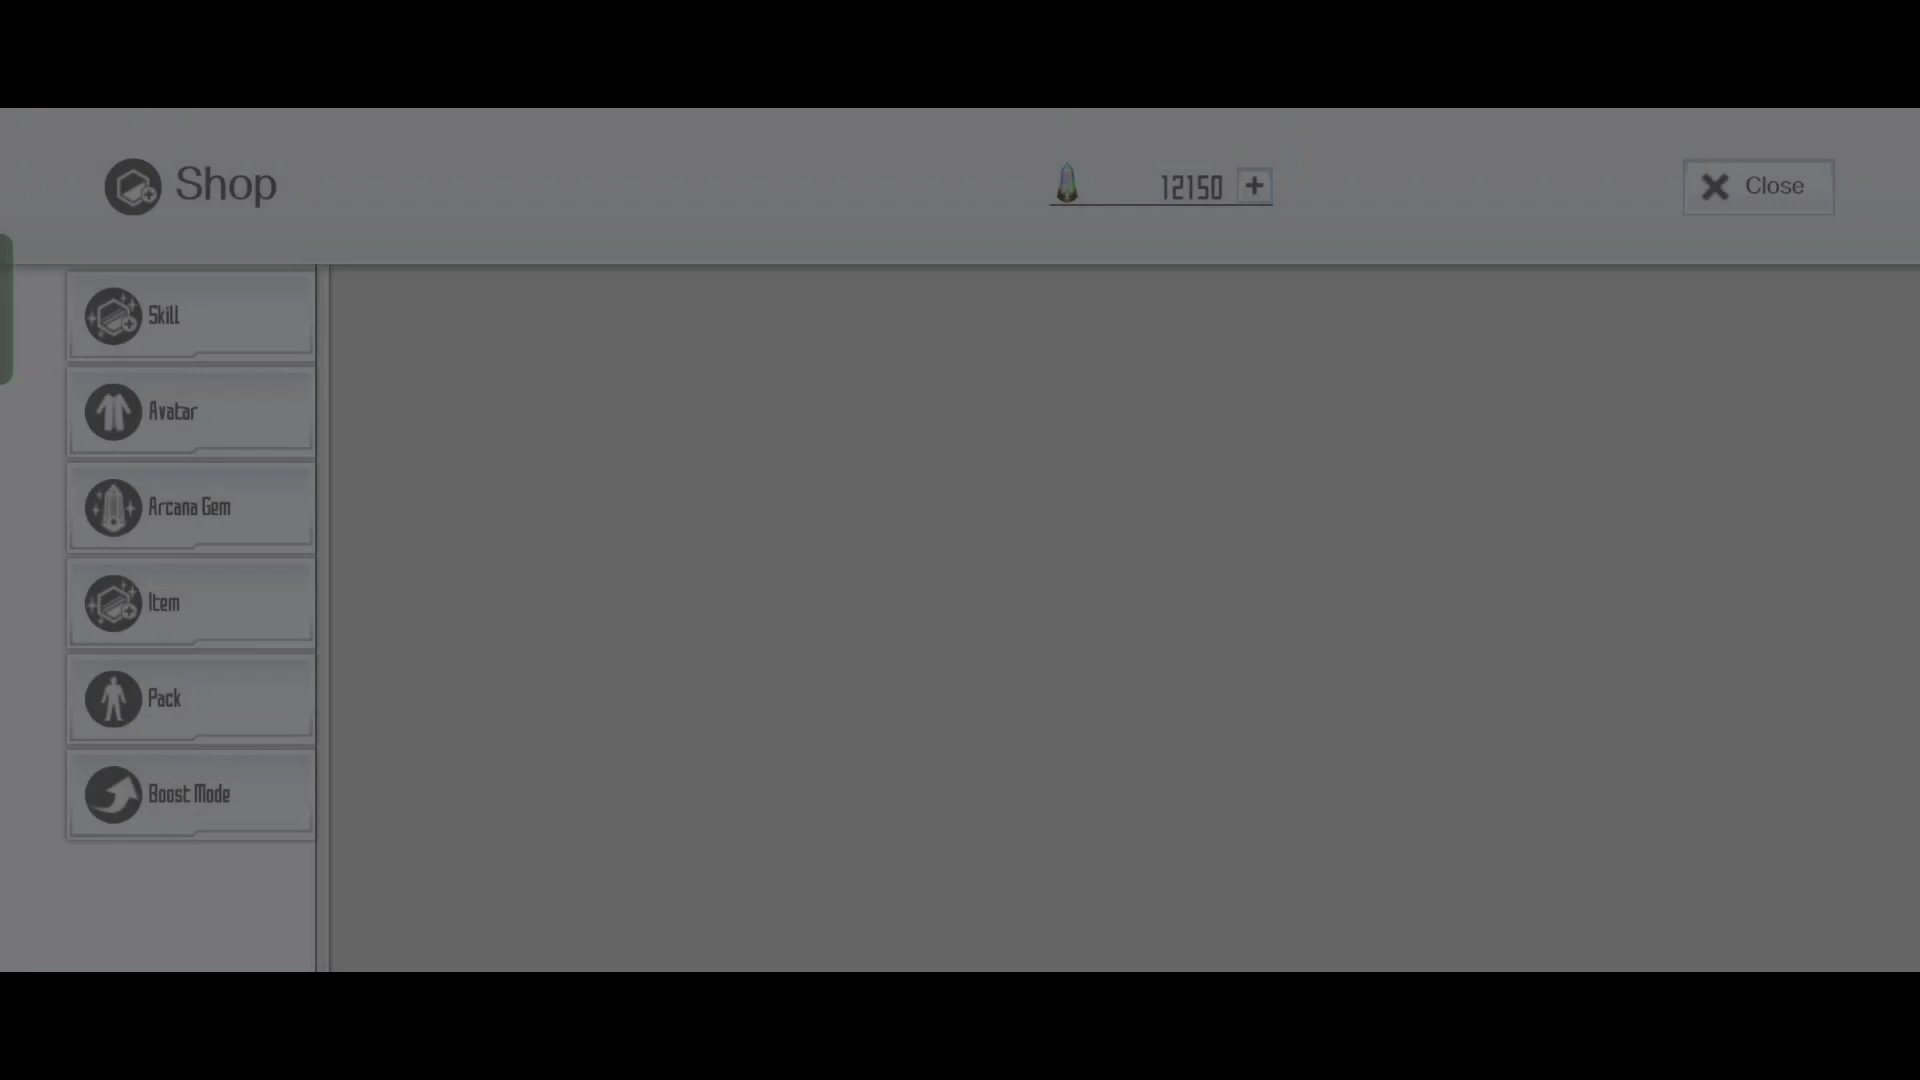 Shop
12150 +
Close
Skill
Avatar
Arcana Gem
Item
Pack
Boost Mode